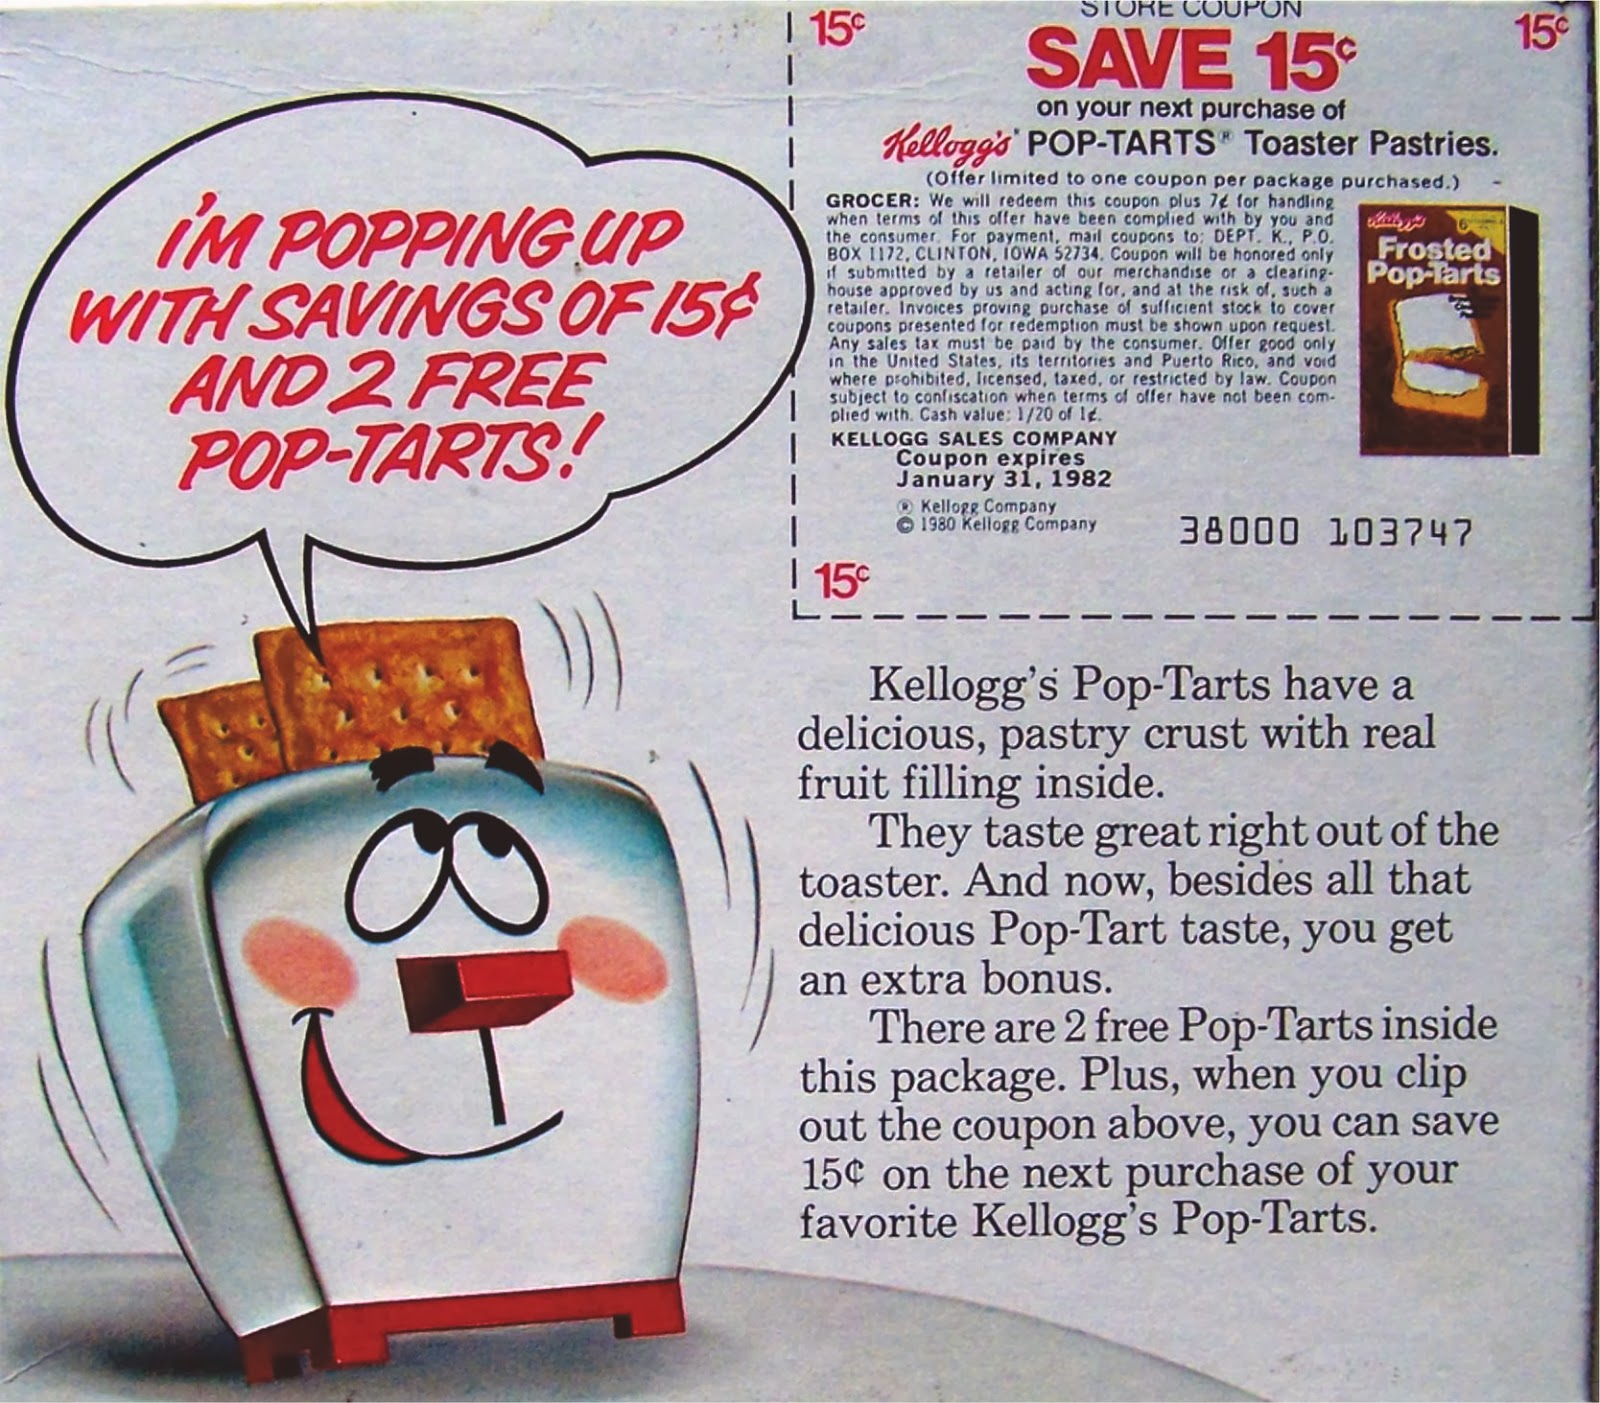 I'M POPPING UP
WITH SAVINGS OF 15¢
AND 2 FREE
POP-TARTS!
15¢
STORE COUPON
15¢
SAVE 15¢
on your next purchase of
Kellogg's® POP-TARTS® Toaster Pastries.
(Offer limited to one coupon per package purchased.)
GROCER: We will redeem this coupon plus 7¢ for handling
when terms of this offer have been complied with by you and
the consumer. For payment, mail coupons to: DEPT. K., P.O.
BOX 1172, CLINTON, IOWA 52734. Coupon will be honored only
if submitted by a retailer of our merchandise or a clearing-
house approved by us and acting for, and at the risk of, such a
retailer. Invoices proving purchase of sufficient stock to cover
coupons presented for redemption must be shown upon request.
Any sales tax must be paid by the consumer. Offer good only
in the United States, its territories and Puerto Rico, and void
where prohibited, licensed, taxed, or restricted by law. Coupon
subject to confiscation when terms of offer have not been com-
plied with. Cash value: 1/20 of 1¢.
KELLOGG SALES COMPANY
Coupon expires
January 31, 1982
® Kellogg Company
© 1980 Kellogg Company
38000 103747
15¢
Kellogg's
6
Frosted
Pop-Tarts
Kellogg's Pop-Tarts have a
delicious, pastry crust with real
fruit filling inside.
They taste great right out of the
toaster. And now, besides all that
delicious Pop-Tart taste, you get
an extra bonus.
There are 2 free Pop-Tarts inside
this package. Plus, when you clip
out the coupon above, you can save
15¢ on the next purchase of your
favorite Kellogg's Pop-Tarts.